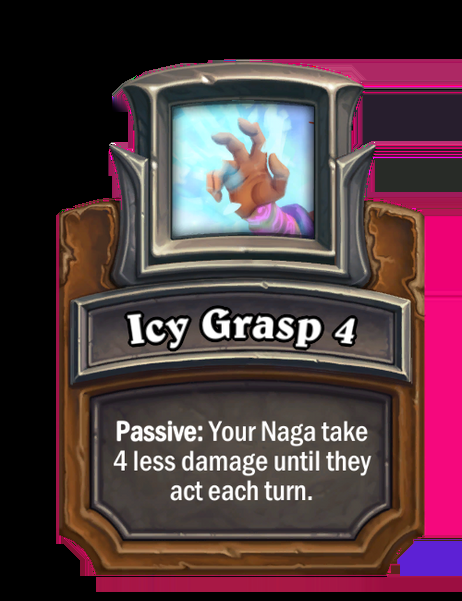 Icy Grasp 4
Passive: Your Naga take
4 less damage until they
act each turn.